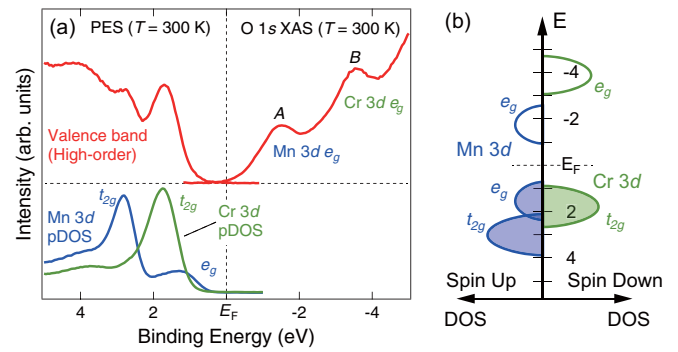 (a) PES (T = 300 K) O 1s XAS (T = 300 K)
A
B
Cr 3d eg
Mn 3d eg
Valence band
(High-order)
Mn 3d
pDOS
t2g
t2g
Cr 3d
pDOS
eg
4 2 EF -2 -4
Binding Energy (eV)
Intensity (arb. units)
(b)
E
-4
eg
eg
-2
Mn 3d
EF
eg
Cr 3d
t2g
2
t2g
4
Spin Up
Spin Down
DOS
DOS